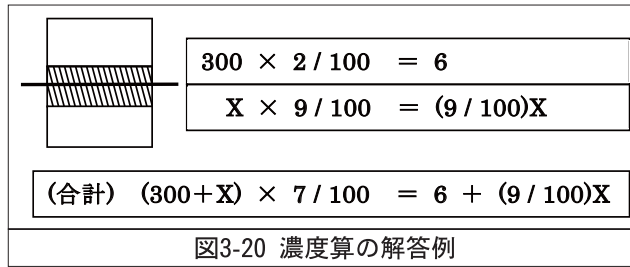 300 × 2 / 100 = 6
X × 9 / 100 = (9 / 100)X
(合計) (300+X) × 7 / 100 = 6 + (9 / 100)X
図3-20 濃度算の解答例